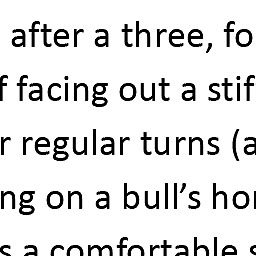 after a three, fo
f facing out a stif
r regular turns (a
ng on a bull’s hor
s a comfortable s